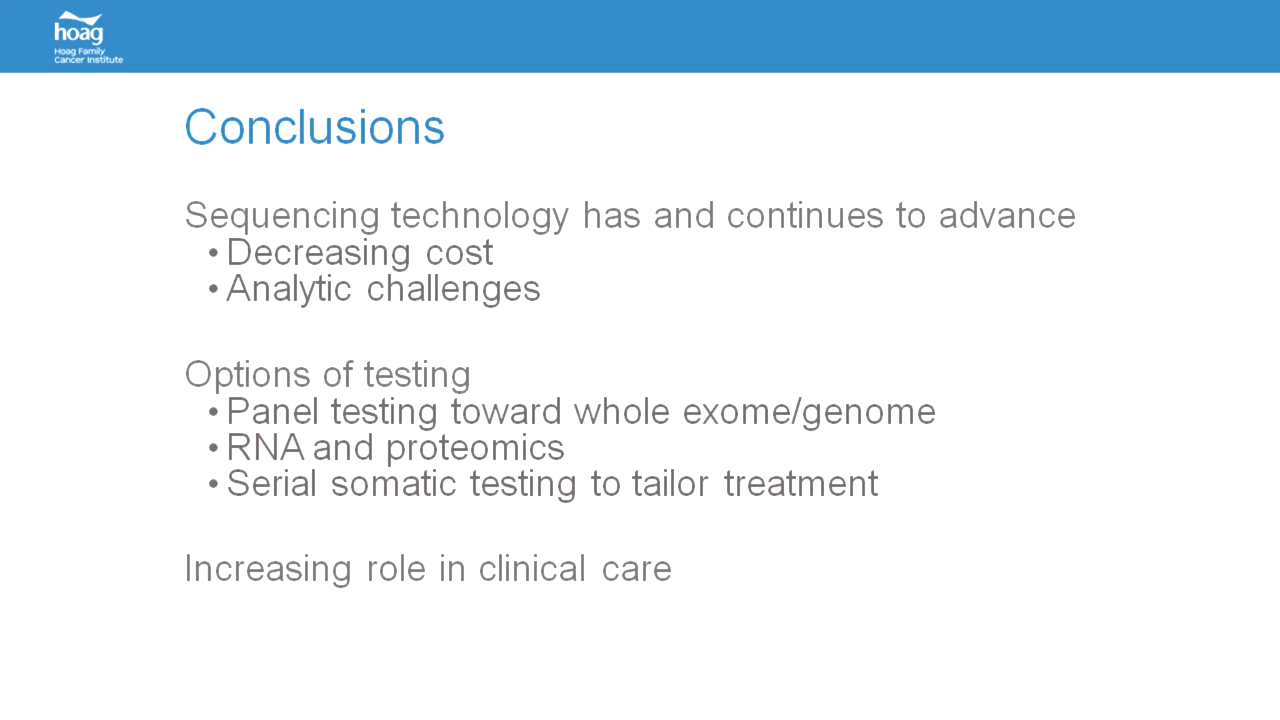 hoag
Hoag Family
Cancer Institute
Conclusions
Sequencing technology has and continues to advance
• Decreasing cost
• Analytic challenges
Options of testing
• Panel testing toward whole exome/genome
• RNA and proteomics
• Serial somatic testing to tailor treatment
Increasing role in clinical care